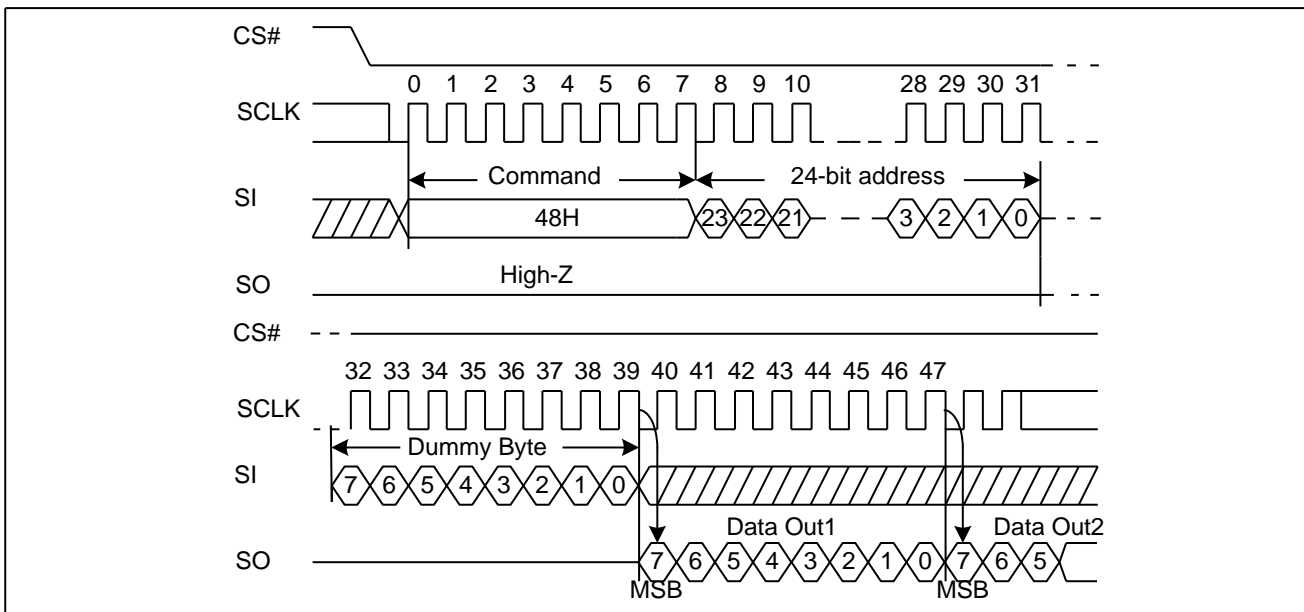 CS#
0 1 2 3 4 5 6 7 8 9 10 28 29 30 31
SCLK
Command 24-bit address
SI
48H 23 22 21 3 2 1 0
High-Z
SO
CS#
32 33 34 35 36 37 38 39 40 41 42 43 44 45 46 47
SCLK
Dummy Byte
SI
7 6 5 4 3 2 1 0
Data Out1 Data Out2
SO
7 6 5 4 3 2 1 0 7 6 5
MSB MSB